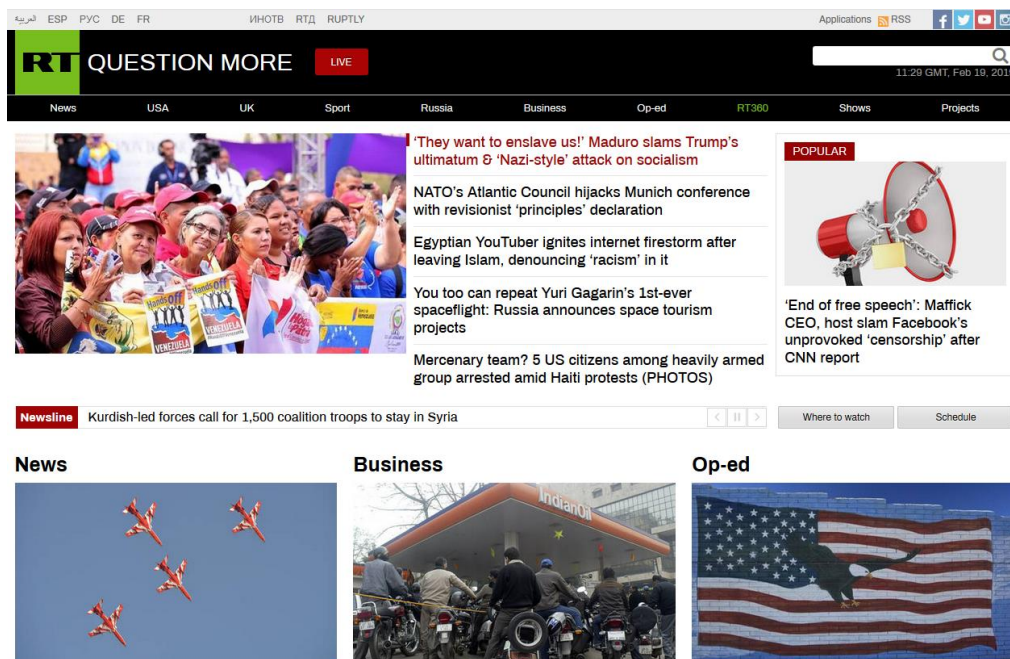 العربية ESP РУС DE FR ИНОТВ RTД RUPTLY Applications RSS
RT QUESTION MORE LIVE
11:29 GMT, Feb 19, 201
News USA UK Sport Russia Business Op-ed RT360 Shows Projects
'They want to enslave us!' Maduro slams Trump's
ultimatum & 'Nazi-style' attack on socialism
NATO's Atlantic Council hijacks Munich conference
with revisionist 'principles' declaration
Egyptian YouTuber ignites internet firestorm after
leaving Islam, denouncing 'racism' in it
You too can repeat Yuri Gagarin's 1st-ever
spaceflight: Russia announces space tourism
projects
Mercenary team? 5 US citizens among heavily armed
group arrested amid Haiti protests (PHOTOS)
Hands off
VENEZUELA
Hands off
VENEZUELA
POPULAR
'End of free speech': Maffick
CEO, host slam Facebook's
unprovoked 'censorship' after
CNN report
Newsline Kurdish-led forces call for 1,500 coalition troops to stay in Syria
Where to watch Schedule
News Business Op-ed
IndianOil